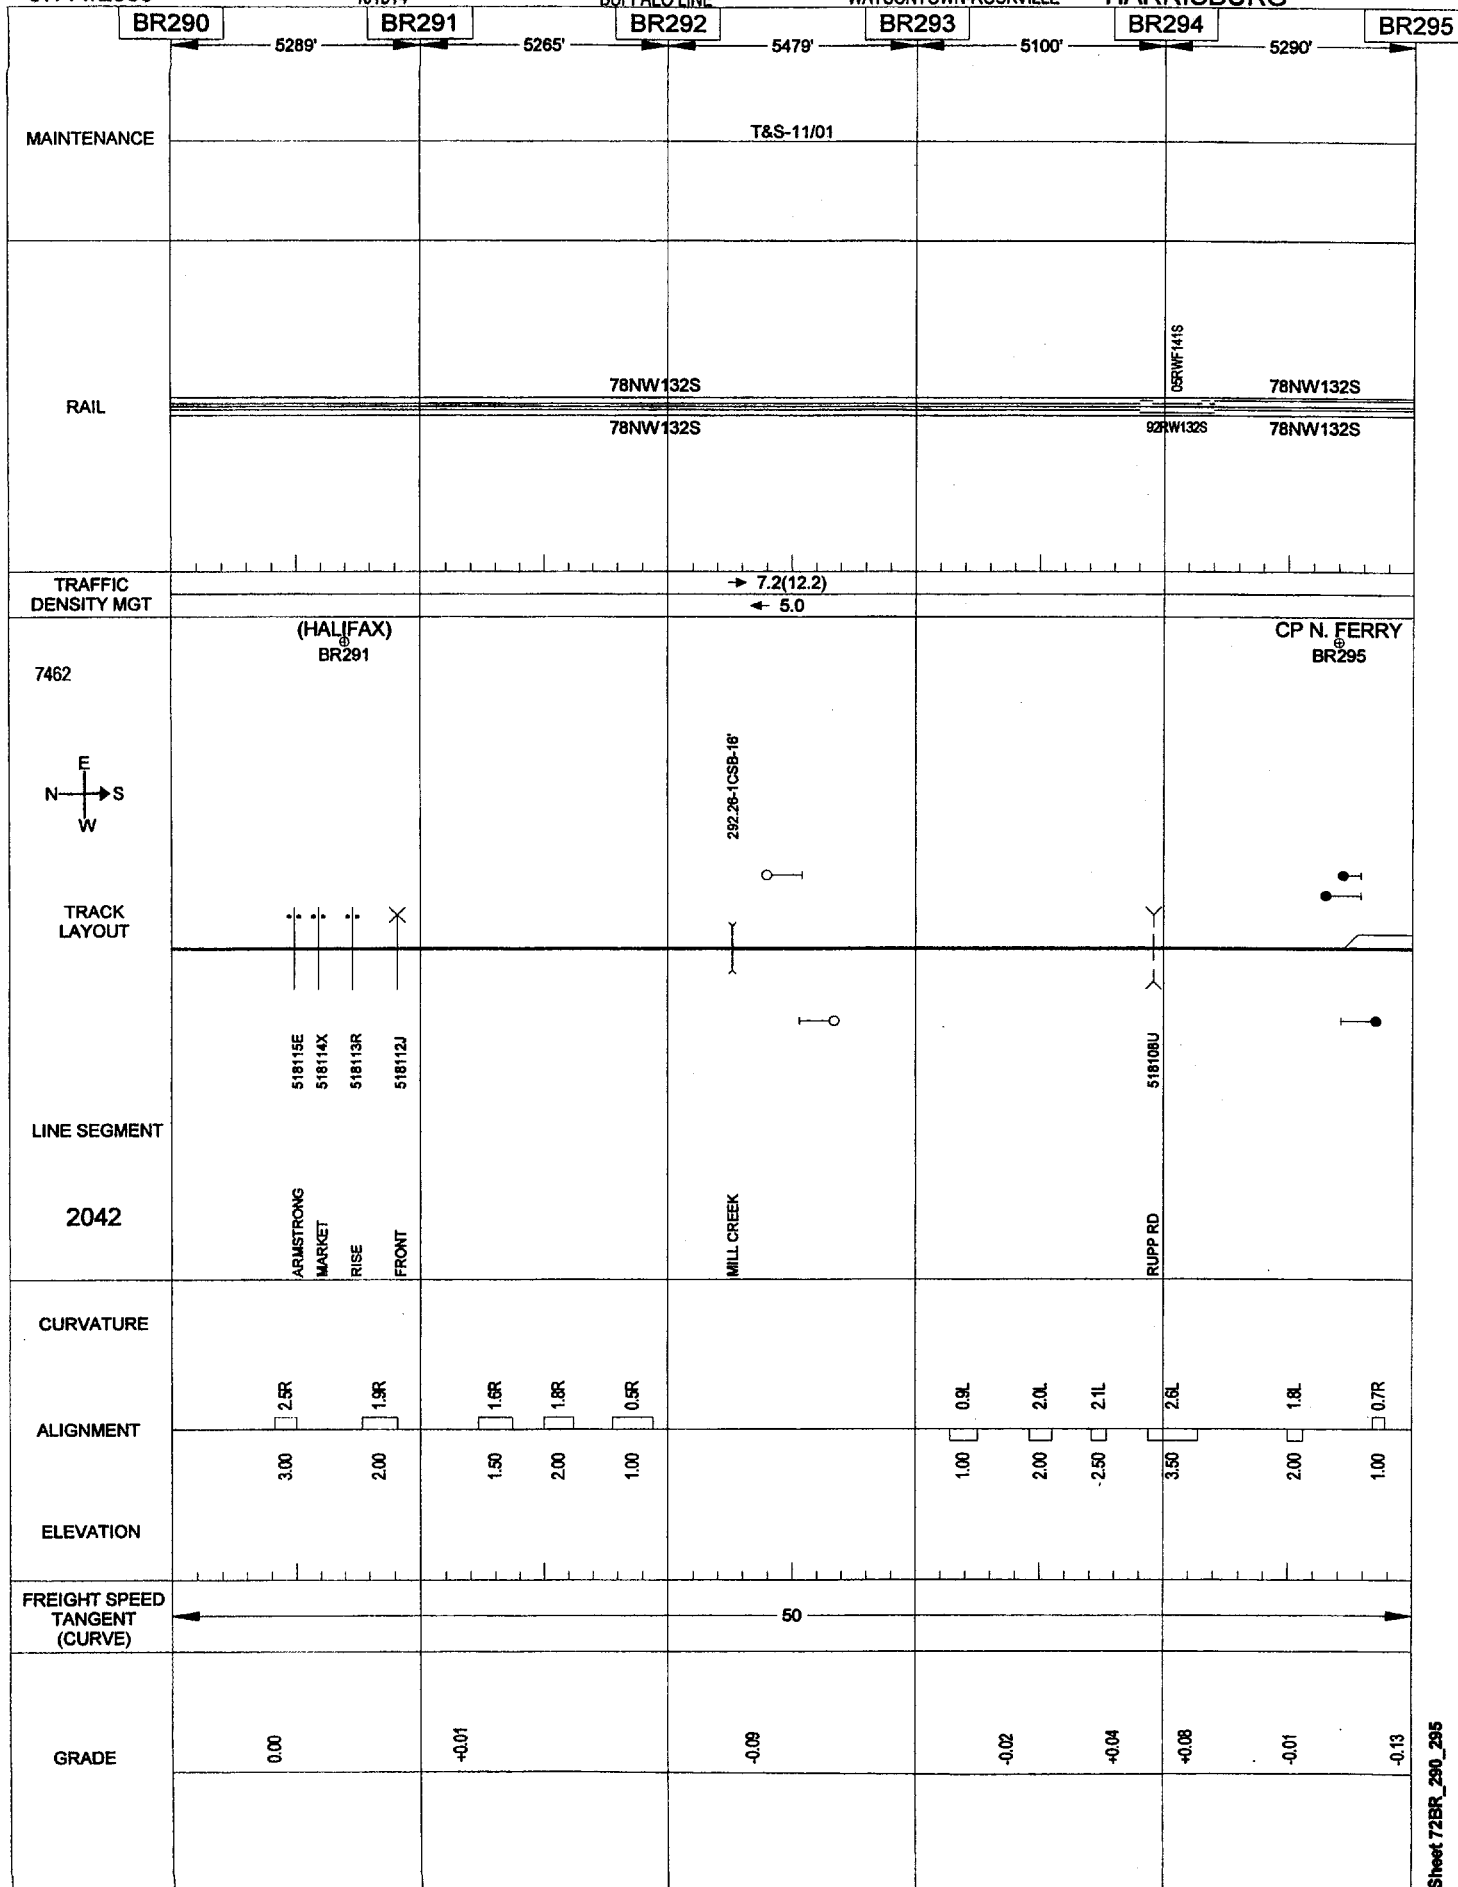 BUFFALO LINE
WATSONTOWN-ROCKVILLE
HARRISBURG
BR290
BR291
BR292
BR293
BR294
BR295
5289'
5265'
5479'
5100'
5290'
MAINTENANCE
T&S-11/01
RAIL
78NW132S
78NW132S
05RWF141S
92RW132S
78NW132S
78NW132S
TRAFFIC
DENSITY MGT
7.2(12.2)
5.0
(HALIFAX)
BR291
CP N. FERRY
BR295
7462
E
N
S
W
292.26-1CSB-16'
TRACK
LAYOUT
518115E
518114X
518113R
518112J
518108U
LINE SEGMENT
2042
ARMSTRONG
MARKET
RISE
FRONT
MILL CREEK
RUPP RD
CURVATURE
2.5R
1.9R
1.6R
1.8R
0.5R
0.9L
2.0L
2.1L
2.6L
1.8L
0.7R
ALIGNMENT
3.00
2.00
1.50
2.00
1.00
1.00
2.00
2.50
3.50
2.00
1.00
ELEVATION
FREIGHT SPEED
TANGENT
(CURVE)
50
GRADE
0.00
+0.01
-0.09
-0.02
+0.04
+0.08
-0.01
-0.13
Sheet 72BR_290_295